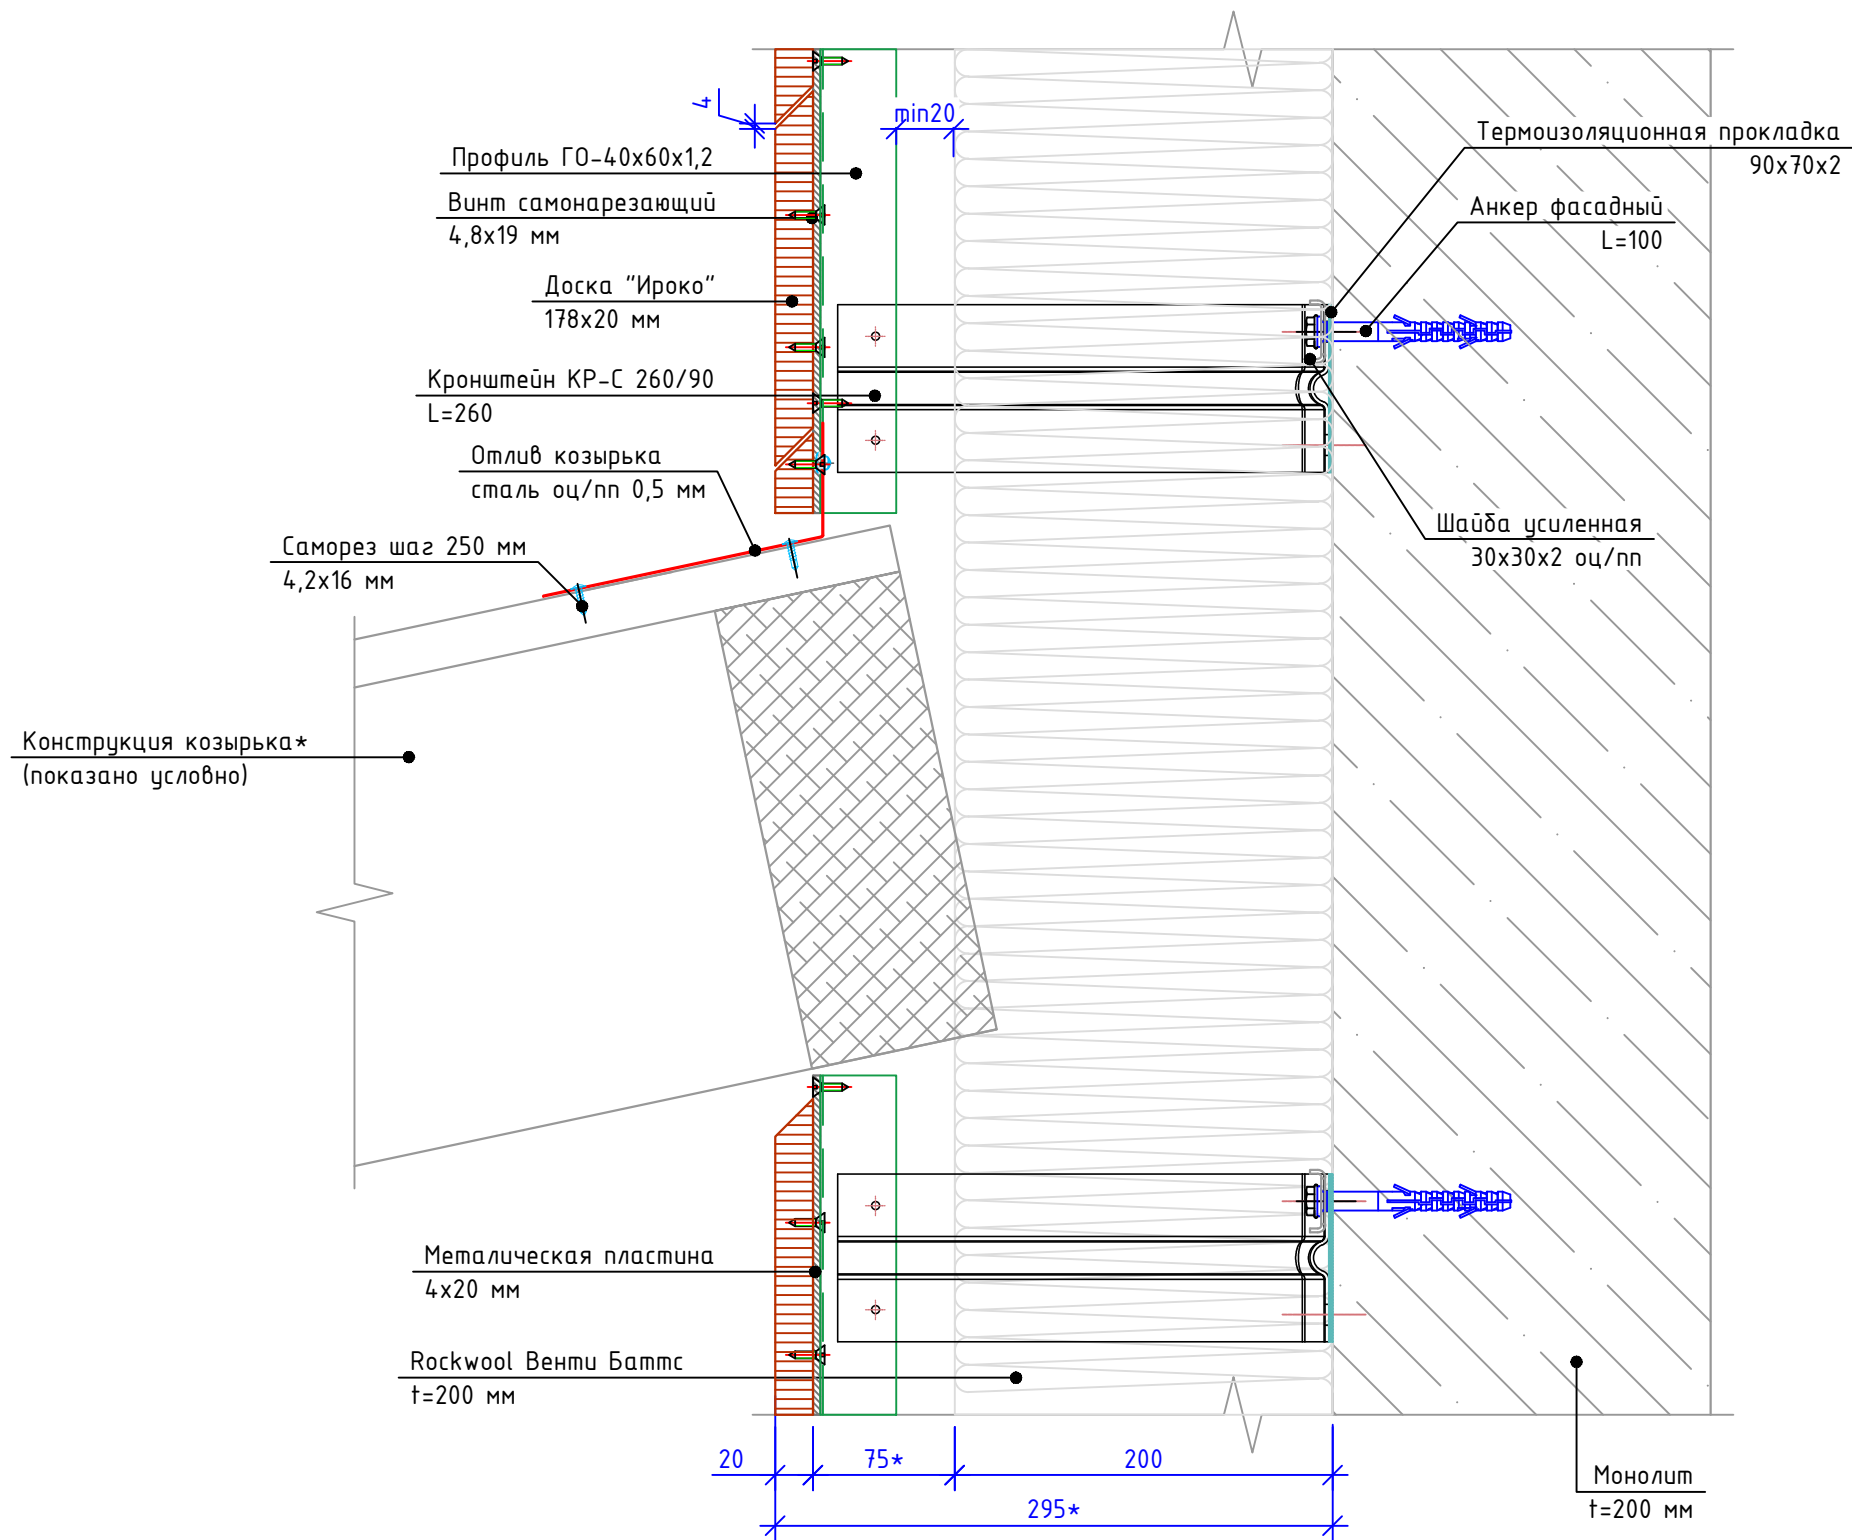 4
min20
Профиль ГО-40х60х1,2
Винт самонарезающий
4,8х19 мм
Доска "Ироко"
178х20 мм
Кронштейн КР-С 260/90
L=260
Отлив козырька
сталь оц/пп 0,5 мм
Саморез шаг 250 мм
4,2х16 мм
Конструкция козырька*
(показано условно)
Термоизоляционная прокладка
90х70х2
Анкер фасадный
L=100
Шайба усиленная
30х30х2 оц/пп
Металическая пластина
4х20 мм
Rockwool Венти Баттс
t=200 мм
20
75*
200
295*
Монолит
t=200 мм